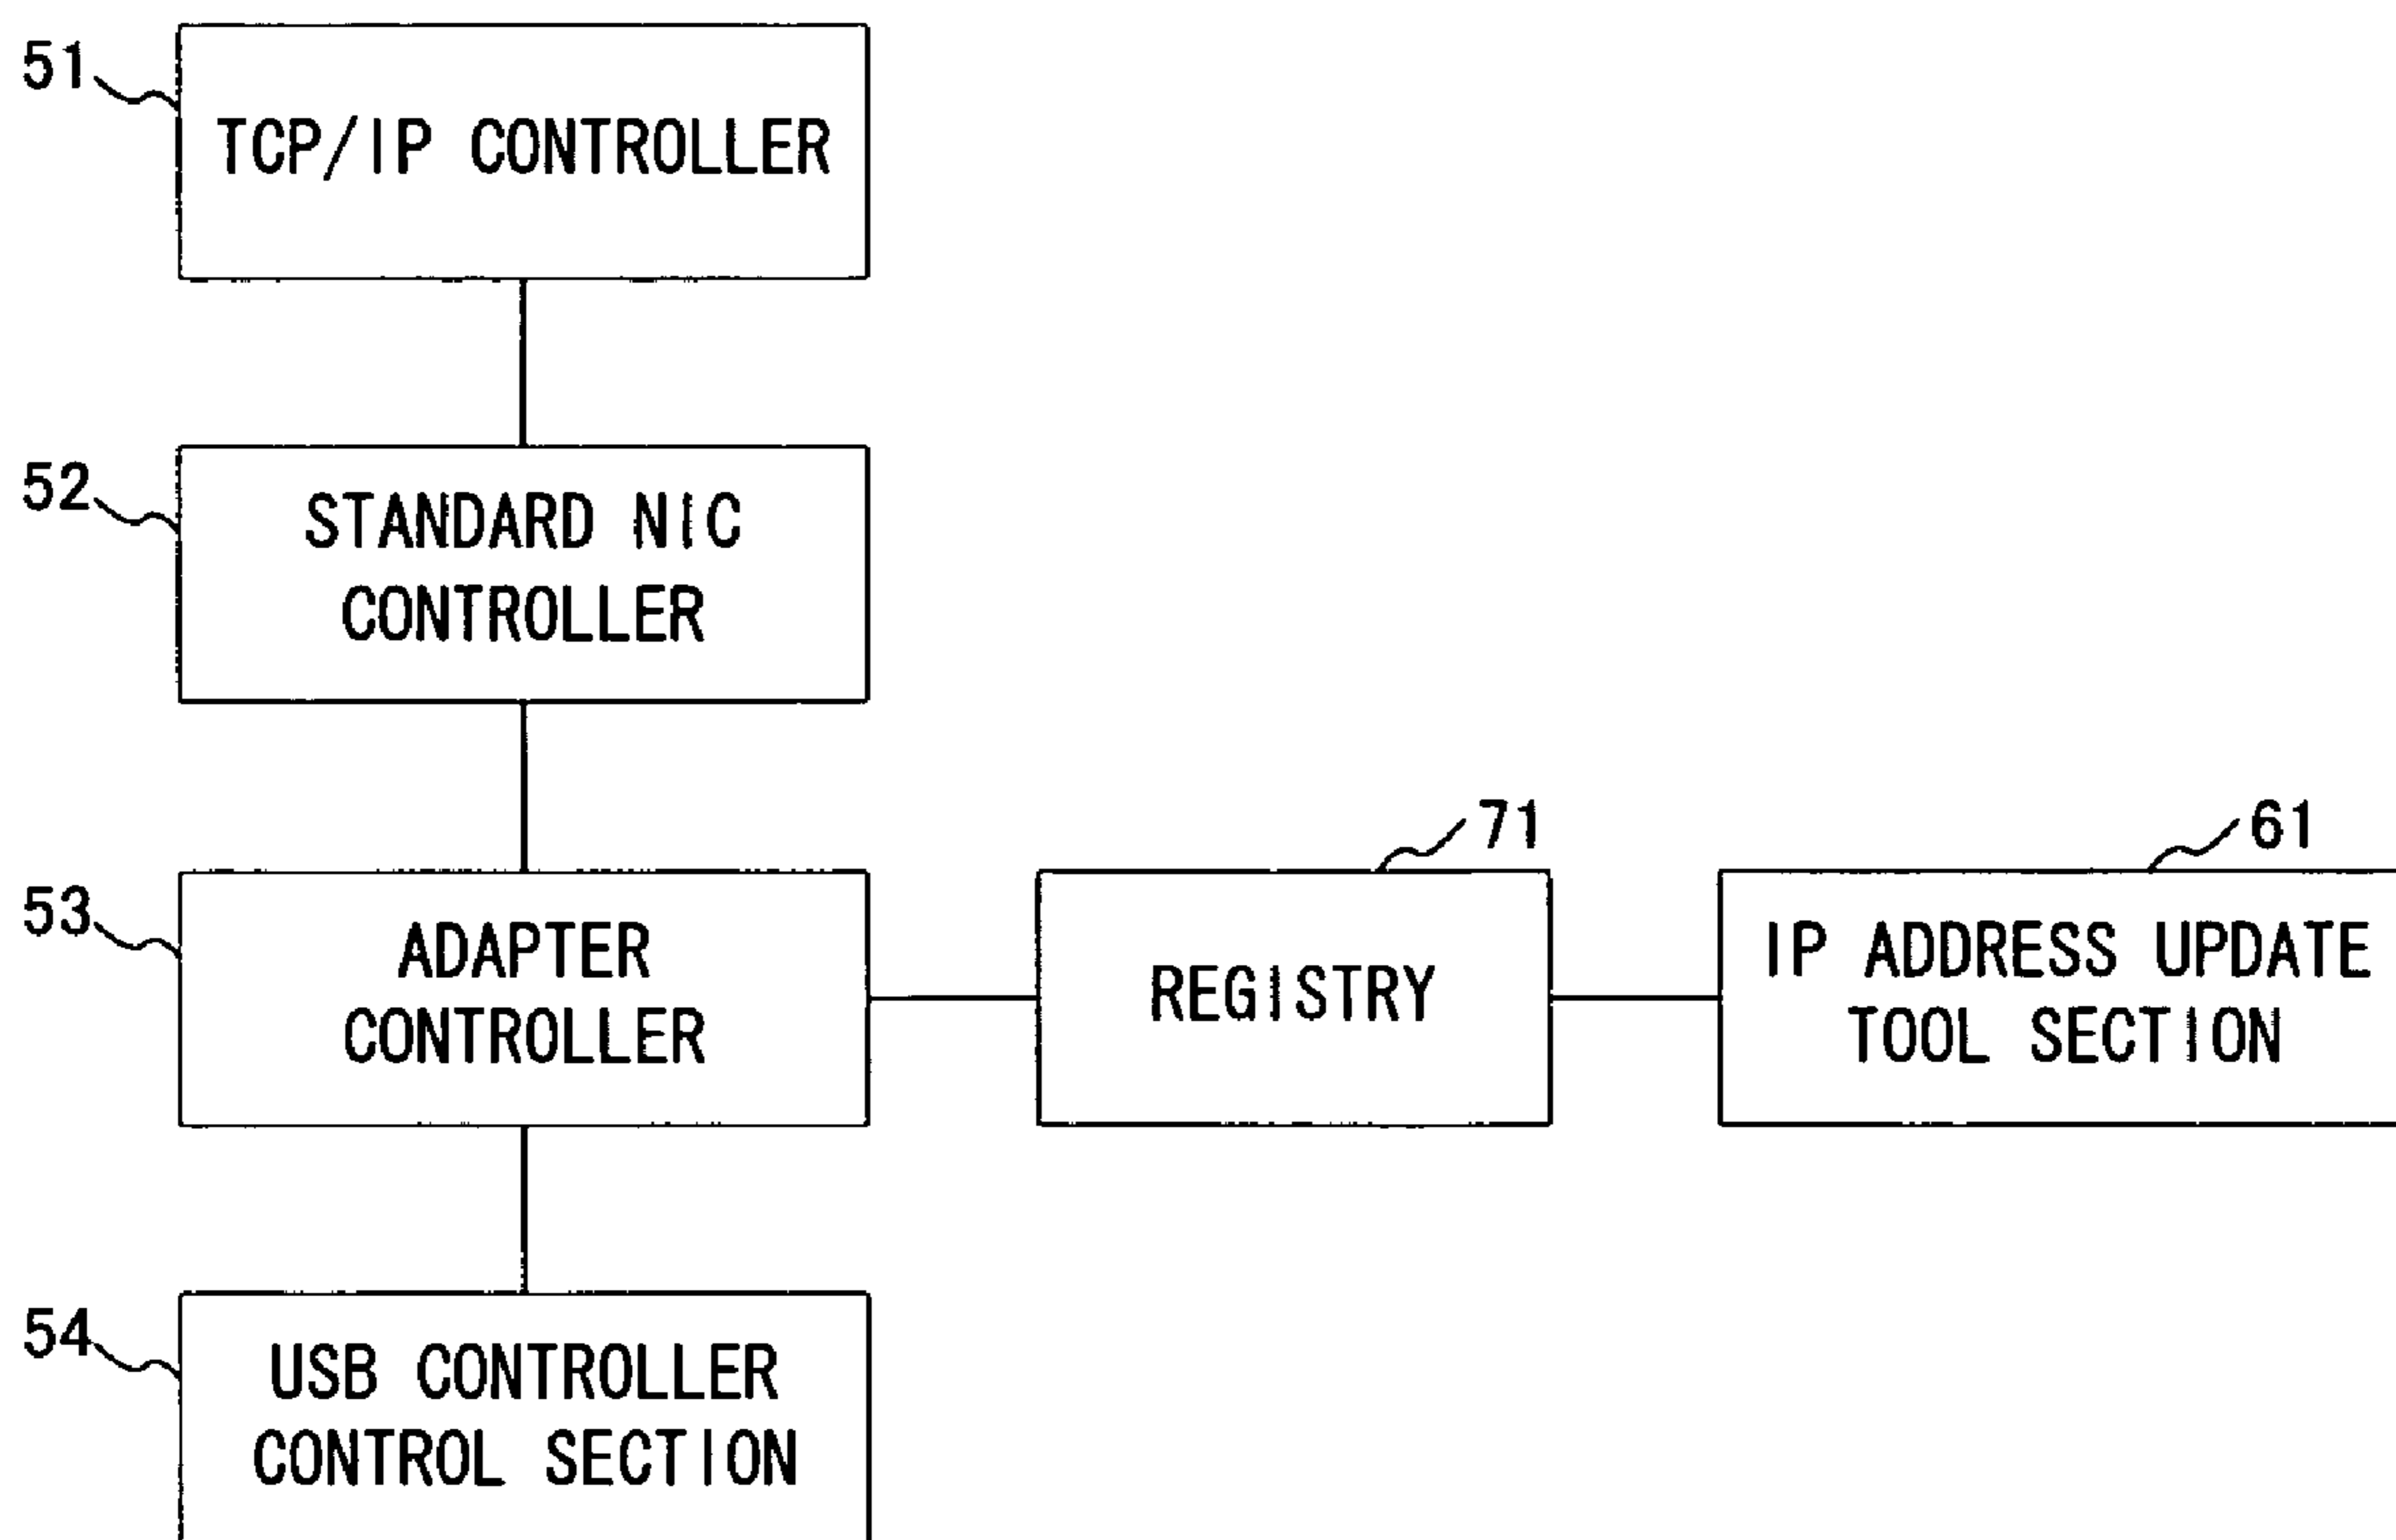 51
TCP/IP CONTROLLER
52
STANDARD NIC
CONTROLLER
53
ADAPTER
CONTROLLER
71
REGISTRY
61
IP ADDRESS UPDATE
TOOL SECTION
54
USB CONTROLLER
CONTROL SECTION